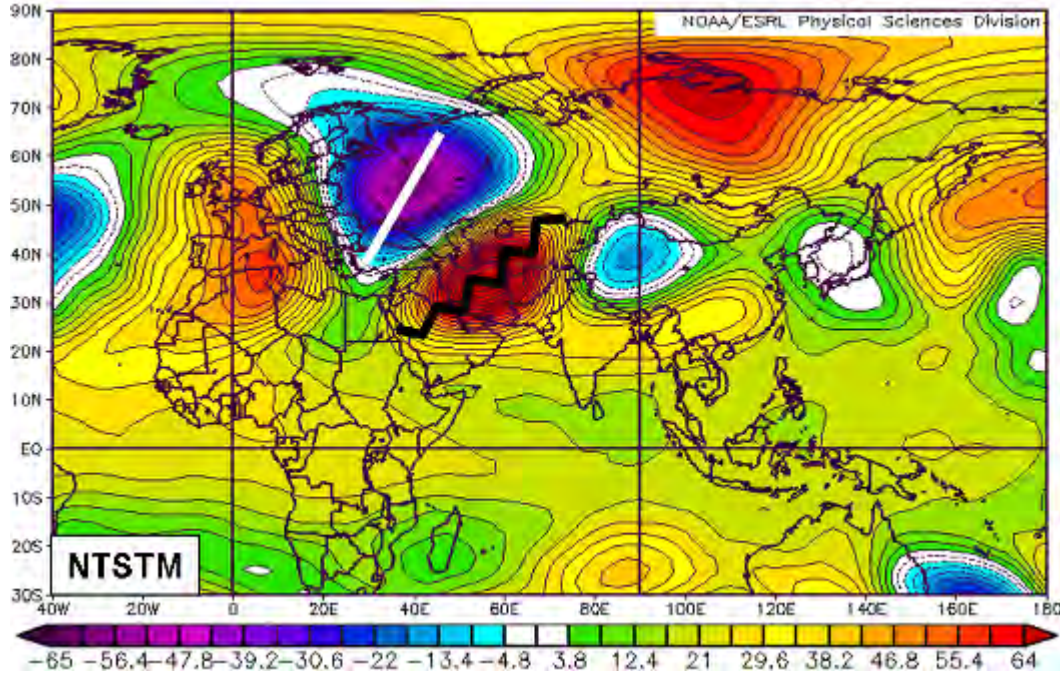 90N
NOAA/ESRL Physical Sciences Division
80N
70N
60N
50N
40N
30N
20N
10N
EQ
10S
20S
30S
NTSTM
40W 20W 0 20E 40E 60E 80E 100E 120E 140E 160E 180
-65 -56.4 -47.8 -39.2 -30.6 -22 -13.4 -4.8 3.8 12.4 21 29.6 38.2 46.8 55.4 64